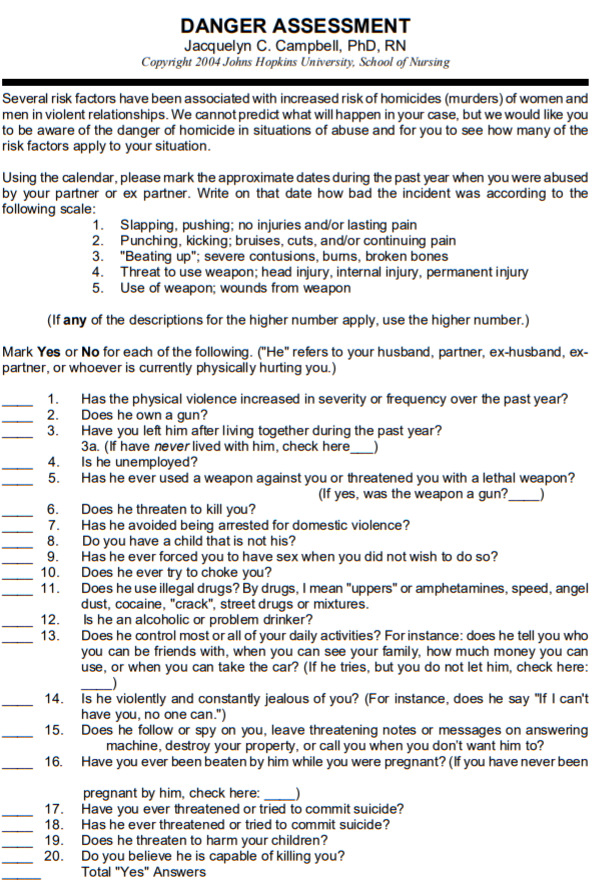 DANGER ASSESSMENT
Jacquelyn C. Campbell, PhD, RN
Copyright 2004 Johns Hopkins University, School of Nursing
Several risk factors have been associated with increased risk of homicides (murders) of women and
men in violent relationships. We cannot predict what will happen in your case, but we would like you
to be aware of the danger of homicide in situations of abuse and for you to see how many of the
risk factors apply to your situation.
Using the calendar, please mark the approximate dates during the past year when you were abused
by your partner or ex partner. Write on that date how bad the incident was according to the
following scale:
1. Slapping, pushing; no injuries and/or lasting pain
2. Punching, kicking; bruises, cuts, and/or continuing pain
3. "Beating up"; severe contusions, burns, broken bones
4. Threat to use weapon; head injury, internal injury, permanent injury
5. Use of weapon; wounds from weapon
(If any of the descriptions for the higher number apply, use the higher number.)
Mark Yes or No for each of the following. ("He" refers to your husband, partner, ex-husband, ex-
partner, or whoever is currently physically hurting you.)
____ 1. Has the physical violence increased in severity or frequency over the past year?
____ 2. Does he own a gun?
____ 3. Have you left him after living together during the past year?
3a. (If have never lived with him, check here___)
____ 4. Is he unemployed?
____ 5. Has he ever used a weapon against you or threatened you with a lethal weapon?
(If yes, was the weapon a gun?____)
____ 6. Does he threaten to kill you?
____ 7. Has he avoided being arrested for domestic violence?
____ 8. Do you have a child that is not his?
____ 9. Has he ever forced you to have sex when you did not wish to do so?
____ 10. Does he ever try to choke you?
____ 11. Does he use illegal drugs? By drugs, I mean "uppers" or amphetamines, speed, angel
dust, cocaine, "crack", street drugs or mixtures.
____ 12. Is he an alcoholic or problem drinker?
____ 13. Does he control most or all of your daily activities? For instance: does he tell you who
you can be friends with, when you can see your family, how much money you can
use, or when you can take the car? (If he tries, but you do not let him, check here:
____)
____ 14. Is he violently and constantly jealous of you? (For instance, does he say "If I can't
have you, no one can.")
____ 15. Does he follow or spy on you, leave threatening notes or messages on answering
machine, destroy your property, or call you when you don't want him to?
____ 16. Have you ever been beaten by him while you were pregnant? (If you have never been
pregnant by him, check here: ____)
____ 17. Have you ever threatened or tried to commit suicide?
____ 18. Has he ever threatened or tried to commit suicide?
____ 19. Does he threaten to harm your children?
____ 20. Do you believe he is capable of killing you?
_____ Total "Yes" Answers